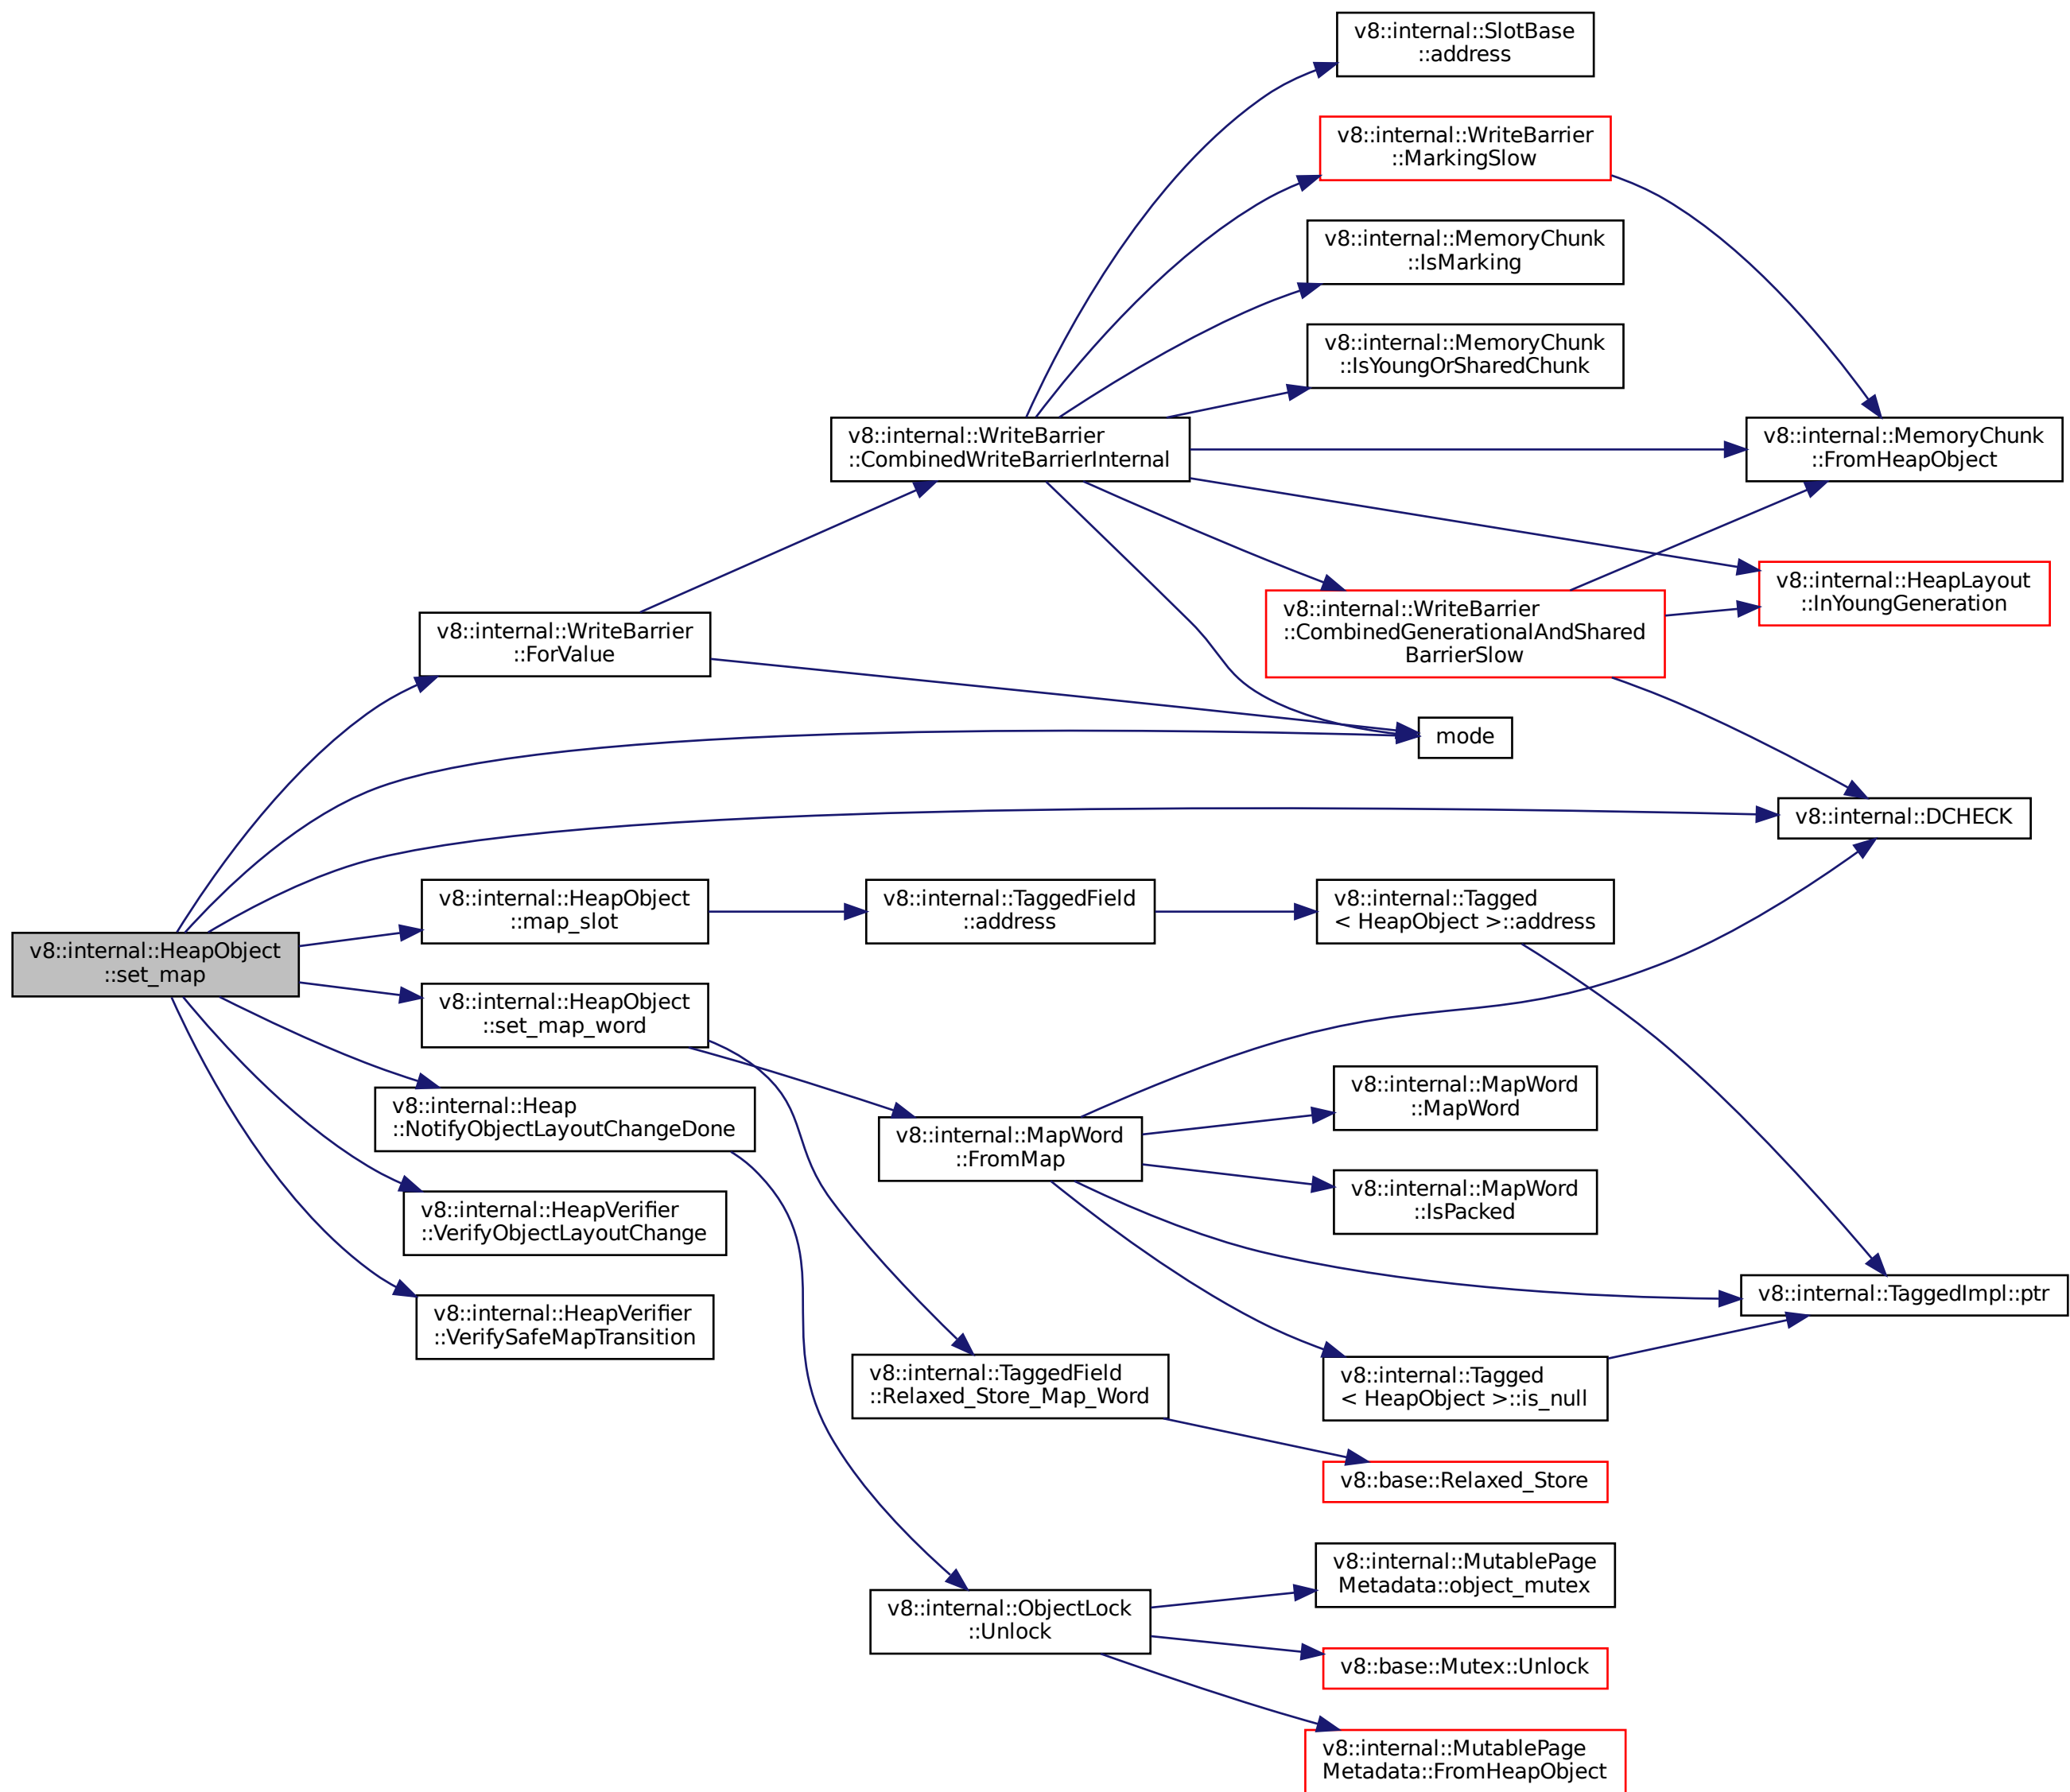 v8::internal::SlotBase
::address
v8::internal::WriteBarrier
::MarkingSlow
v8::internal::MemoryChunk
::IsMarking
v8::internal::MemoryChunk
::IsYoungOrSharedChunk
v8::internal::WriteBarrier
::CombinedWriteBarrierInternal
v8::internal::MemoryChunk
::FromHeapObject
v8::internal::HeapLayout
::InYoungGeneration
v8::internal::WriteBarrier
::CombinedGenerationalAndShared
BarrierSlow
v8::internal::WriteBarrier
::ForValue
mode
v8::internal::DCHECK
v8::internal::HeapObject
::map_slot
v8::internal::TaggedField
::address
v8::internal::Tagged
< HeapObject >::address
v8::internal::HeapObject
::set_map
v8::internal::HeapObject
::set_map_word
v8::internal::Heap
::NotifyObjectLayoutChangeDone
v8::internal::MapWord
::FromMap
v8::internal::MapWord
::MapWord
v8::internal::MapWord
::IsPacked
v8::internal::HeapVerifier
::VerifyObjectLayoutChange
v8::internal::TaggedImpl::ptr
v8::internal::HeapVerifier
::VerifySafeMapTransition
v8::internal::TaggedField
::Relaxed_Store_Map_Word
v8::internal::Tagged
< HeapObject >::is_null
v8::base::Relaxed_Store
v8::internal::ObjectLock
::Unlock
v8::internal::MutablePage
Metadata::object_mutex
v8::base::Mutex::Unlock
v8::internal::MutablePage
Metadata::FromHeapObject